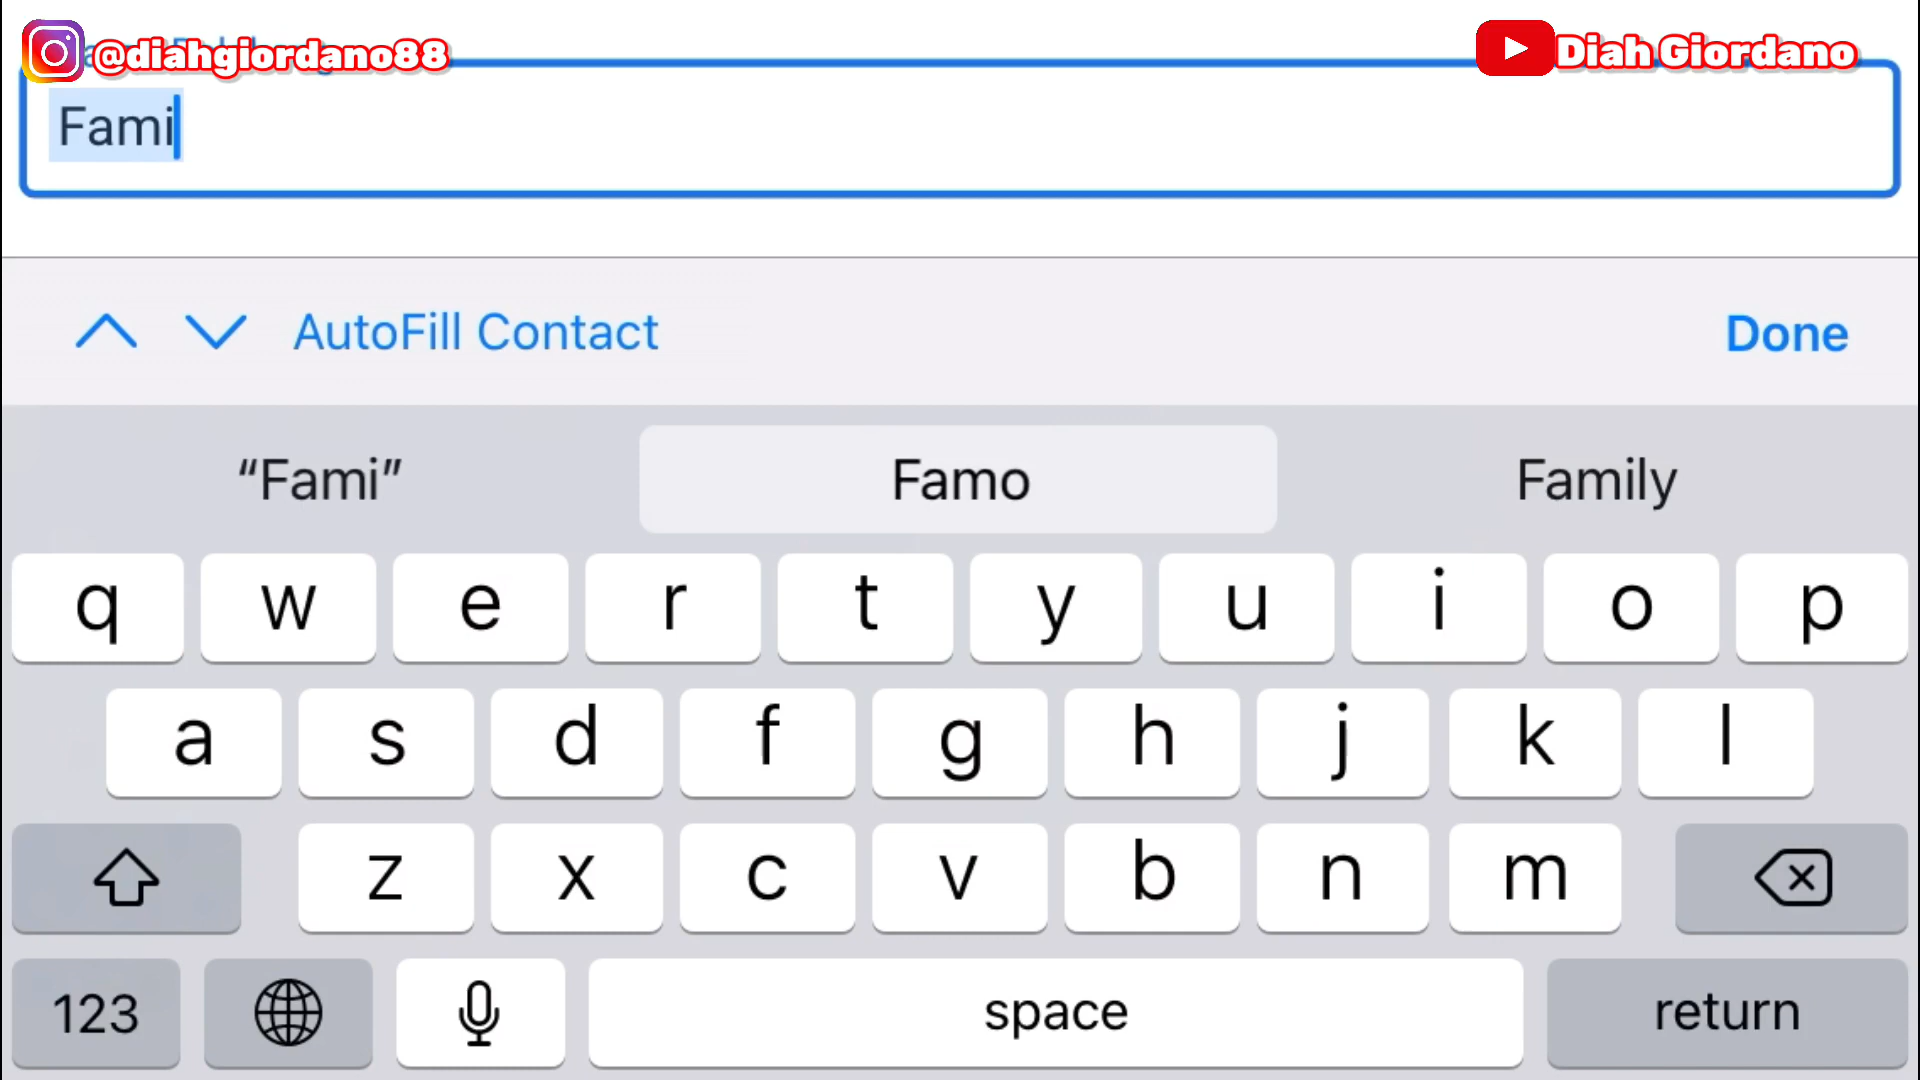 @diahgiordano88
Diah Giordano
Fami
AutoFill Contact
Done
“Fami”
Famo
Family
q w e r t y u i o p
a s d f g h j k l
z x c v b n m
123
space
return